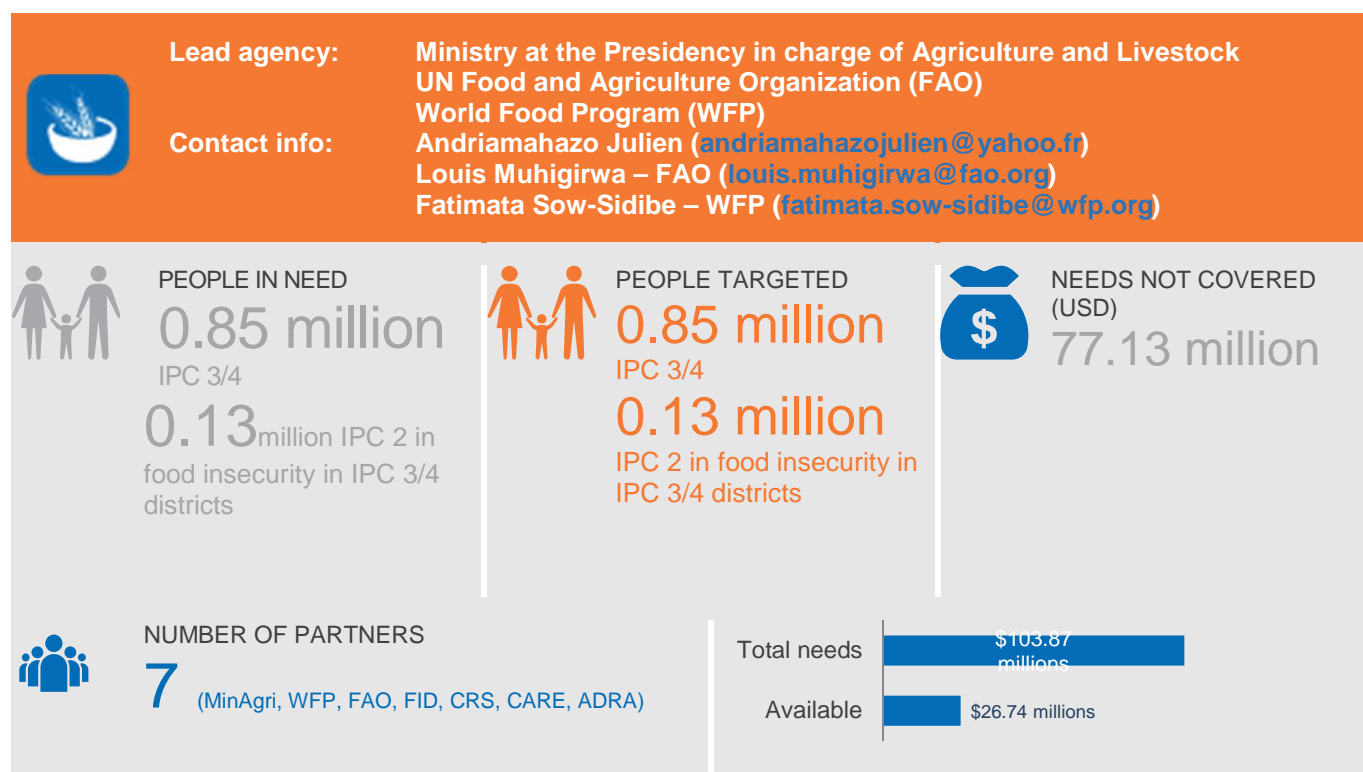 Lead agency: Ministry at the Presidency in charge of Agriculture and Livestock
UN Food and Agriculture Organization (FAO)
World Food Program (WFP)
Contact info: Andriamahazo Julien (andriamahazojulien@yahoo.fr)
Louis Muhigirwa – FAO (louis.muhigirwa@fao.org)
Fatimata Sow-Sidibe – WFP (fatimata.sow-sidibe@wfp.org)
PEOPLE IN NEED
0.85 million
IPC 3/4
0.13million IPC 2 in
food insecurity in IPC 3/4
districts
PEOPLE TARGETED
0.85 million
IPC 3/4
0.13 million
IPC 2 in food insecurity in
IPC 3/4 districts
$
NEEDS NOT COVERED
(USD)
77.13 million
NUMBER OF PARTNERS
7 (MinAgri, WFP, FAO, FID, CRS, CARE, ADRA)
Total needs $103.87
millions
Available $26.74 millions